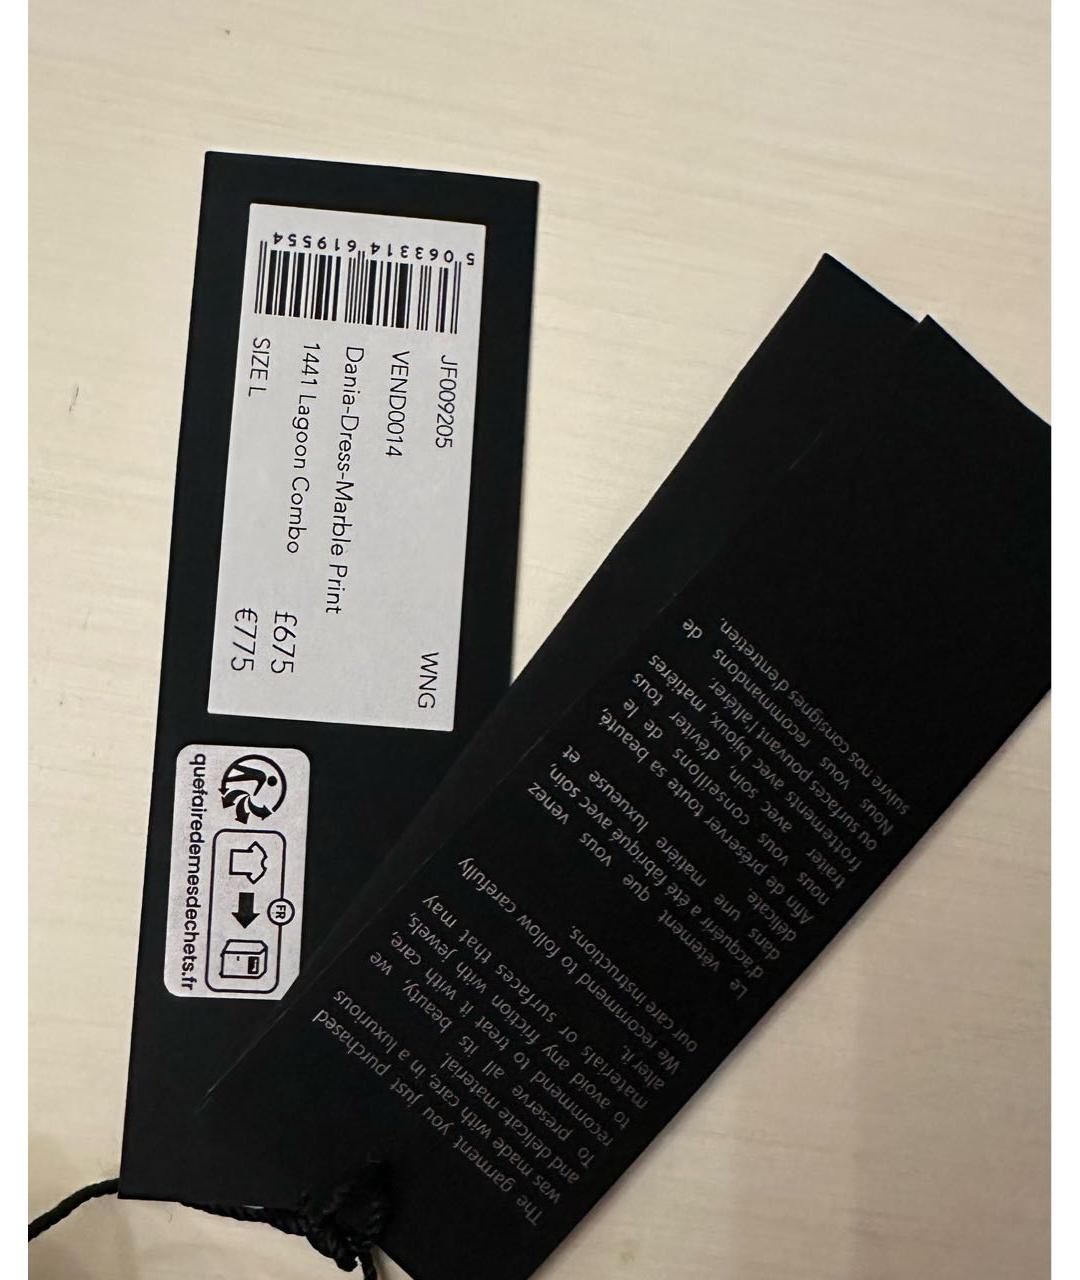 JF009205
WNG
VEND0014
Dania-Dress-Marble Print
1441 Lagoon Combo
£675
SIZE L
€775
5 063314 619554
FR
quefairedemesdechets.fr
The garment you just purchased
was made with care, in a luxurious
and delicate material.
To preserve all its beauty, we
recommend to treat it with care,
to avoid any friction with jewels,
materials or surfaces that may
alter it.
We recommend to follow carefully
our care instructions.
Le vêtement que vous venez
d'acquérir a été fabriqué avec soin,
dans une matière luxueuse et
délicate.
Afin de préserver toute sa beauté,
nous vous conseillons de le
traiter avec soin, d'éviter tous
frottements avec bijoux, matières
ou surfaces pouvant l'altérer.
Nous vous recommandons de
suivre nos consignes d'entretien.